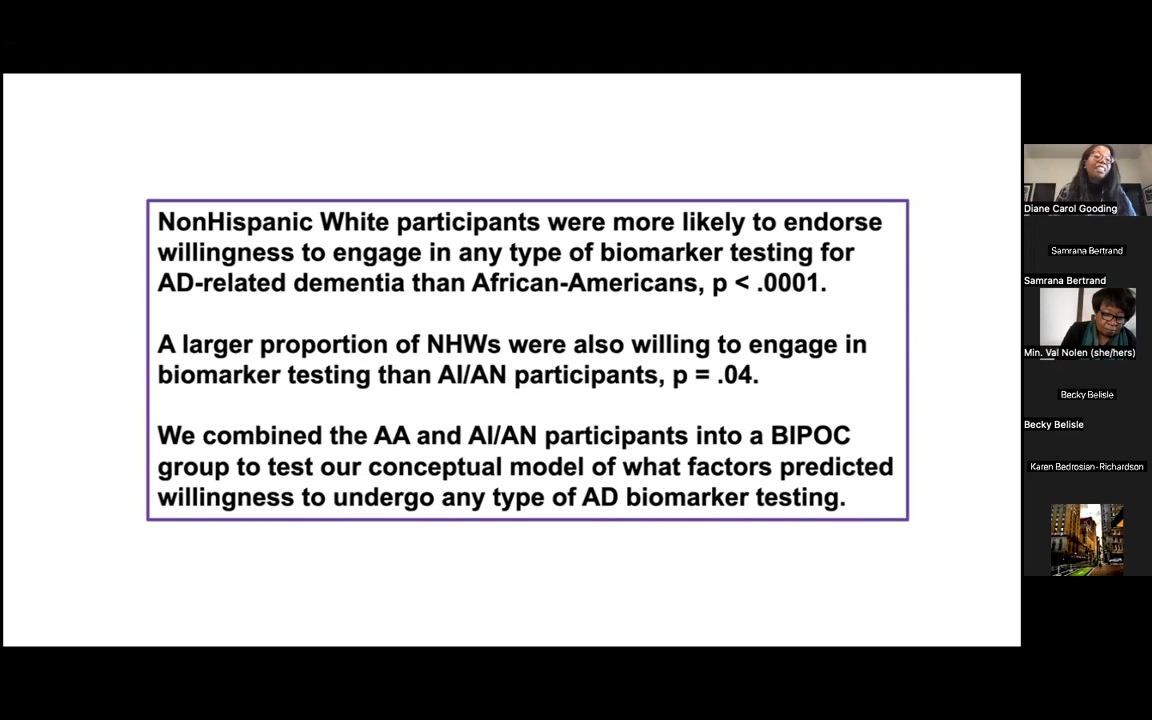 NonHispanic White participants were more likely to endorse
willingness to engage in any type of biomarker testing for
AD-related dementia than African-Americans, p < .0001.
A larger proportion of NHWs were also willing to engage in
biomarker testing than AI/AN participants, p = .04.
We combined the AA and AI/AN participants into a BIPOC
group to test our conceptual model of what factors predicted
willingness to undergo any type of AD biomarker testing.
Diane Carol Gooding
Samrana Bertrand
Samrana Bertrand
Min. Val Nolen (she/hers)
Becky Belisle
Becky Belisle
Karen Bedrosian-Richardson